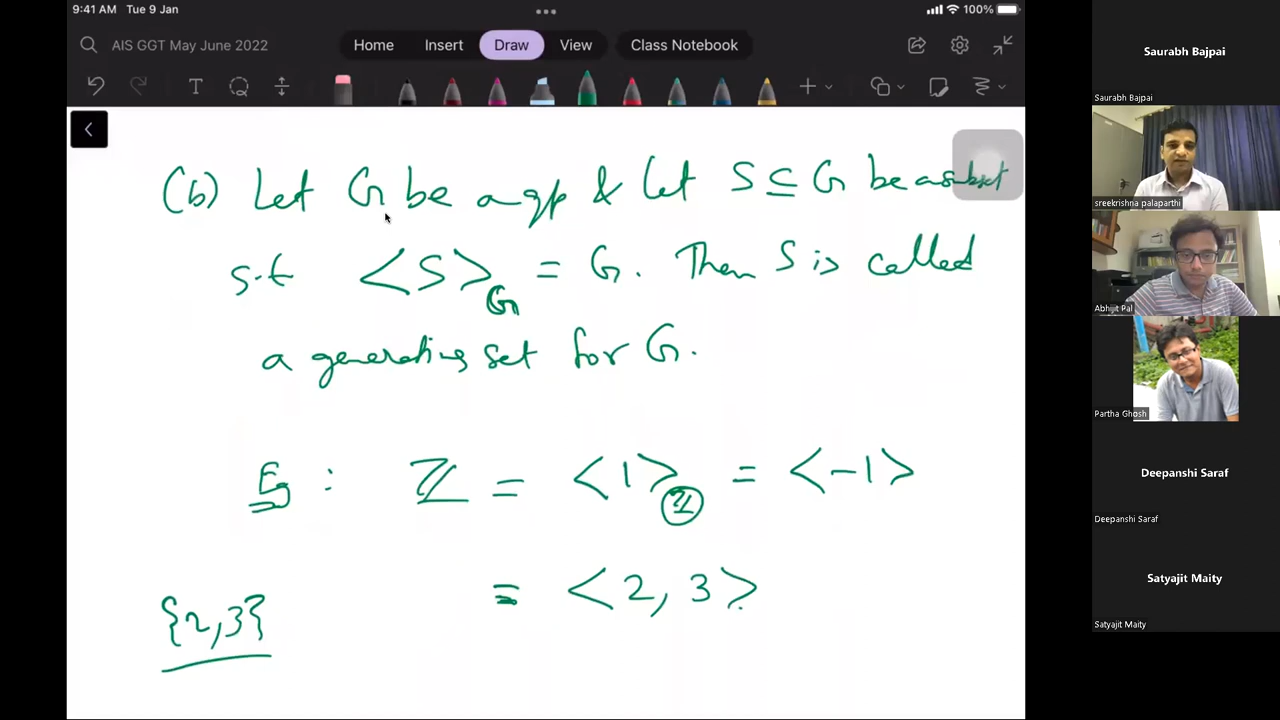 9:41 AM Tue 9 Jan
100%
AIS GGT May June 2022
Home Insert Draw View Class Notebook
(b) Let G be a gp & let S ⊆ G be a subset
s.t <S>_G = G. Then S is called
a generating set for G.
Eg : ℤ = <1>_ℤ = <-1>
= <2, 3>
{2,3}
Saurabh Bajpai
Saurabh Bajpai
sreekrishna palaparthi
Abhijit Pal
Partha Ghosh
Deepanshi Saraf
Deepanshi Saraf
Satyajit Maity
Satyajit Maity